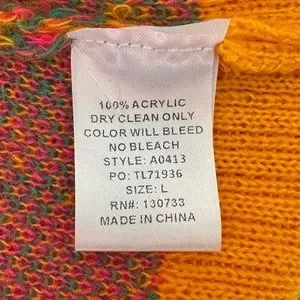 100% ACRYLIC
DRY CLEAN ONLY
COLOR WILL BLEED
NO BLEACH
STYLE: A0413
PO: TL71936
SIZE: L
RN#: 130733
MADE IN CHINA